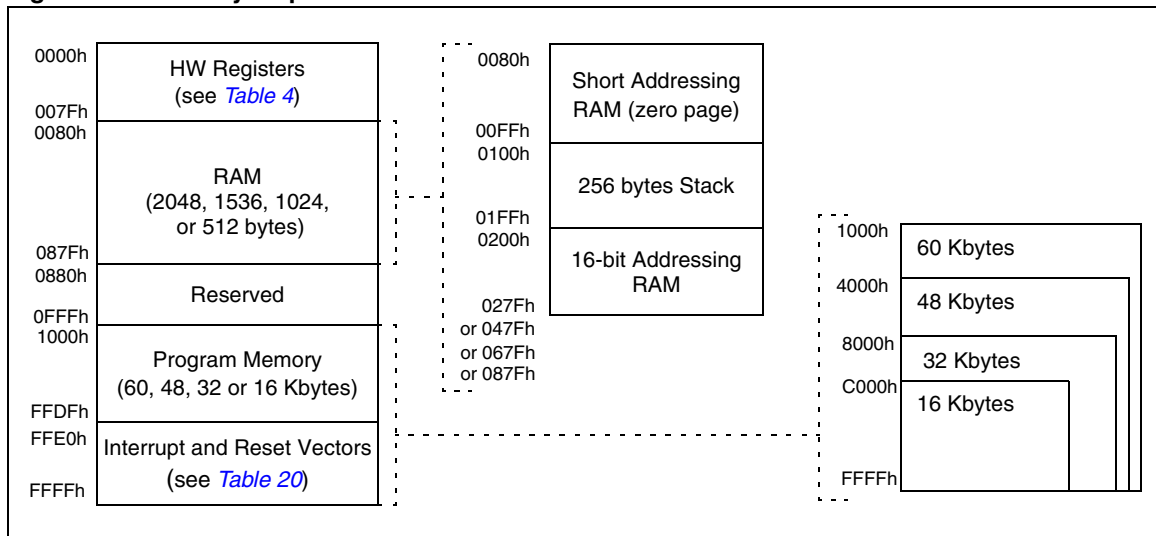 0000h
HW Registers
(see Table 4)
007Fh
0080h
RAM
(2048, 1536, 1024,
or 512 bytes)
087Fh
0880h
Reserved
0FFFh
1000h
Program Memory
(60, 48, 32 or 16 Kbytes)
FFDFh
FFE0h
Interrupt and Reset Vectors
(see Table 20)
FFFFh
0080h
Short Addressing
RAM (zero page)
00FFh
0100h
256 bytes Stack
01FFh
0200h
16-bit Addressing
RAM
027Fh
or 047Fh
or 067Fh
or 087Fh
1000h
60 Kbytes
4000h
48 Kbytes
8000h
32 Kbytes
C000h
16 Kbytes
FFFFh